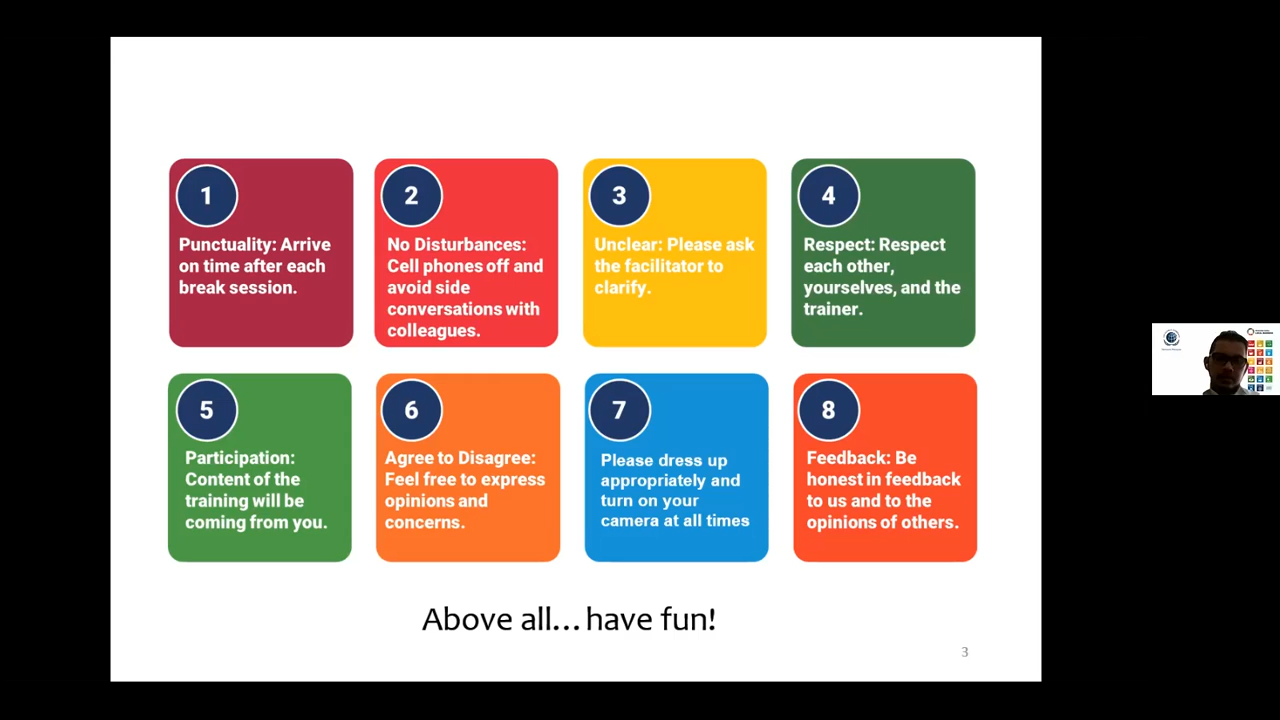 1
Punctuality: Arrive
on time after each
break session.
2
No Disturbances:
Cell phones off and
avoid side
conversations with
colleagues.
3
Unclear: Please ask
the facilitator to
clarify.
4
Respect: Respect
each other,
yourselves, and the
trainer.
5
Participation:
Content of the
training will be
coming from you.
6
Agree to Disagree:
Feel free to express
opinions and
concerns.
7
Please dress up
appropriately and
turn on your
camera at all times
8
Feedback: Be
honest in feedback
to us and to the
opinions of others.
Above all...have fun!
3